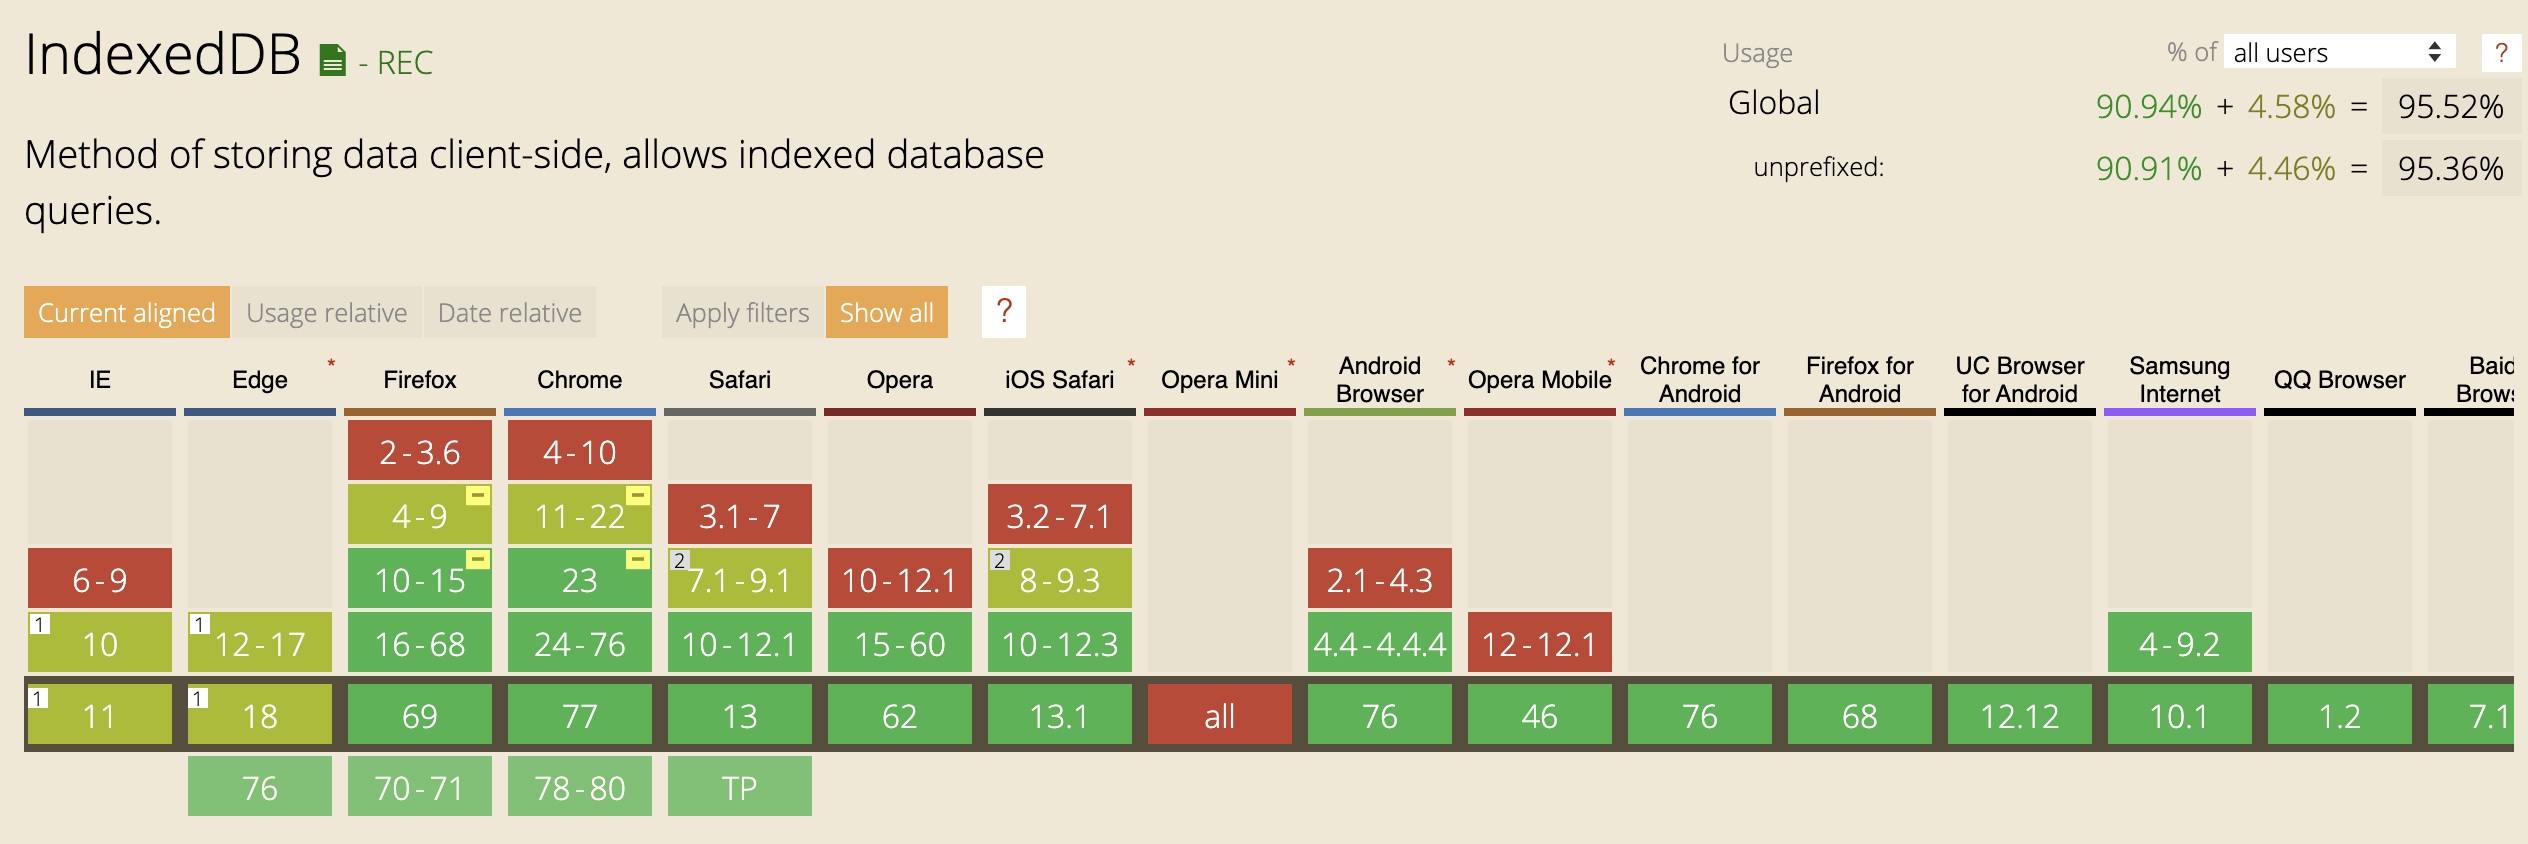 IndexedDB - REC
Usage % of all users ?
Global 90.94% + 4.58% = 95.52%
unprefixed: 90.91% + 4.46% = 95.36%
Method of storing data client-side, allows indexed database
queries.
Current aligned Usage relative Date relative Apply filters Show all ?
IE Edge * Firefox Chrome Safari Opera iOS Safari * Opera Mini * Android Browser * Opera Mobile * Chrome for Android Firefox for Android UC Browser for Android Samsung Internet QQ Browser
2-3.6 4-10
4-9 11-22 3.1-7 3.2-7.1
6-9 10-15 23 2 7.1-9.1 10-12.1 2 8-9.3 2.1-4.3
1 10 1 12-17 16-68 24-76 10-12.1 15-60 10-12.3 4.4-4.4.4 12-12.1 4-9.2
1 11 1 18 69 77 13 62 13.1 all 76 46 76 68 12.12 10.1 1.2 7.1
76 70-71 78-80 TP